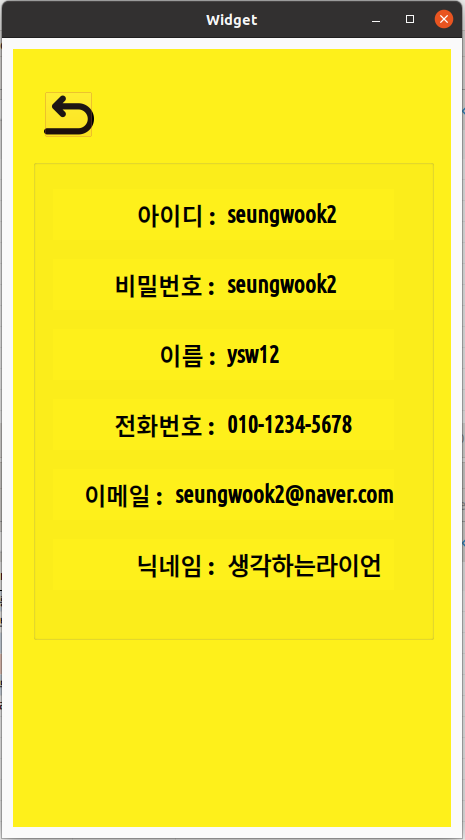 Widget
아이디 : seungwook2
비밀번호 : seungwook2
이름 : ysw12
전화번호 : 010-1234-5678
이메일 : seungwook2@naver.com
닉네임 : 생각하는라이언